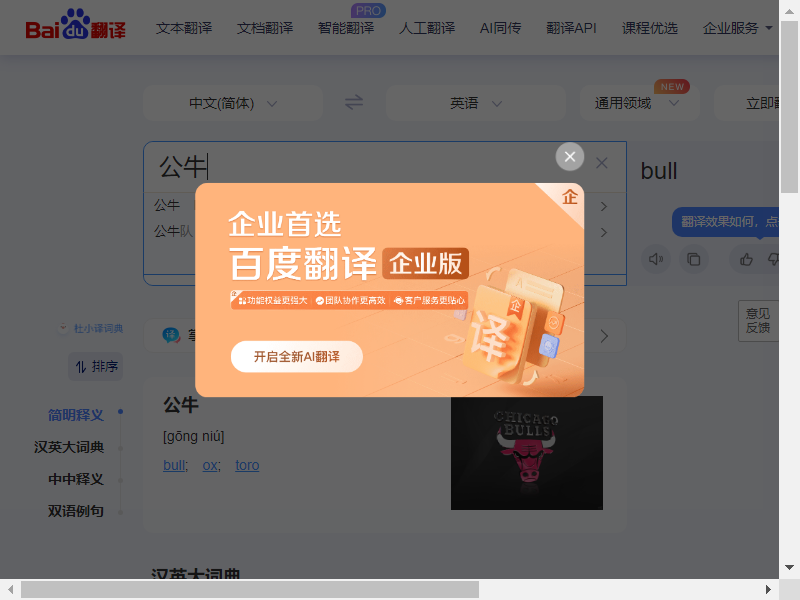 Bai du 翻译
文本翻译 文档翻译 智能翻译 PRO 人工翻译 AI同传 翻译API 课程优选 企业服务
中文(简体) 英语 通用领域 NEW 立即翻
公牛
bull
公牛
公牛队
翻译效果如何，点
意见
反馈
企
企业首选
百度翻译 企业版
功能权益更强大 团队协作更高效 客户服务更贴心
开启全新AI翻译
企
译
杜小译词典
译
排序
简明释义
汉英大词典
中中释义
双语例句
公牛
[gōng niú]
bull; ox; toro
CHICAGO
BULLS
汉英大词典